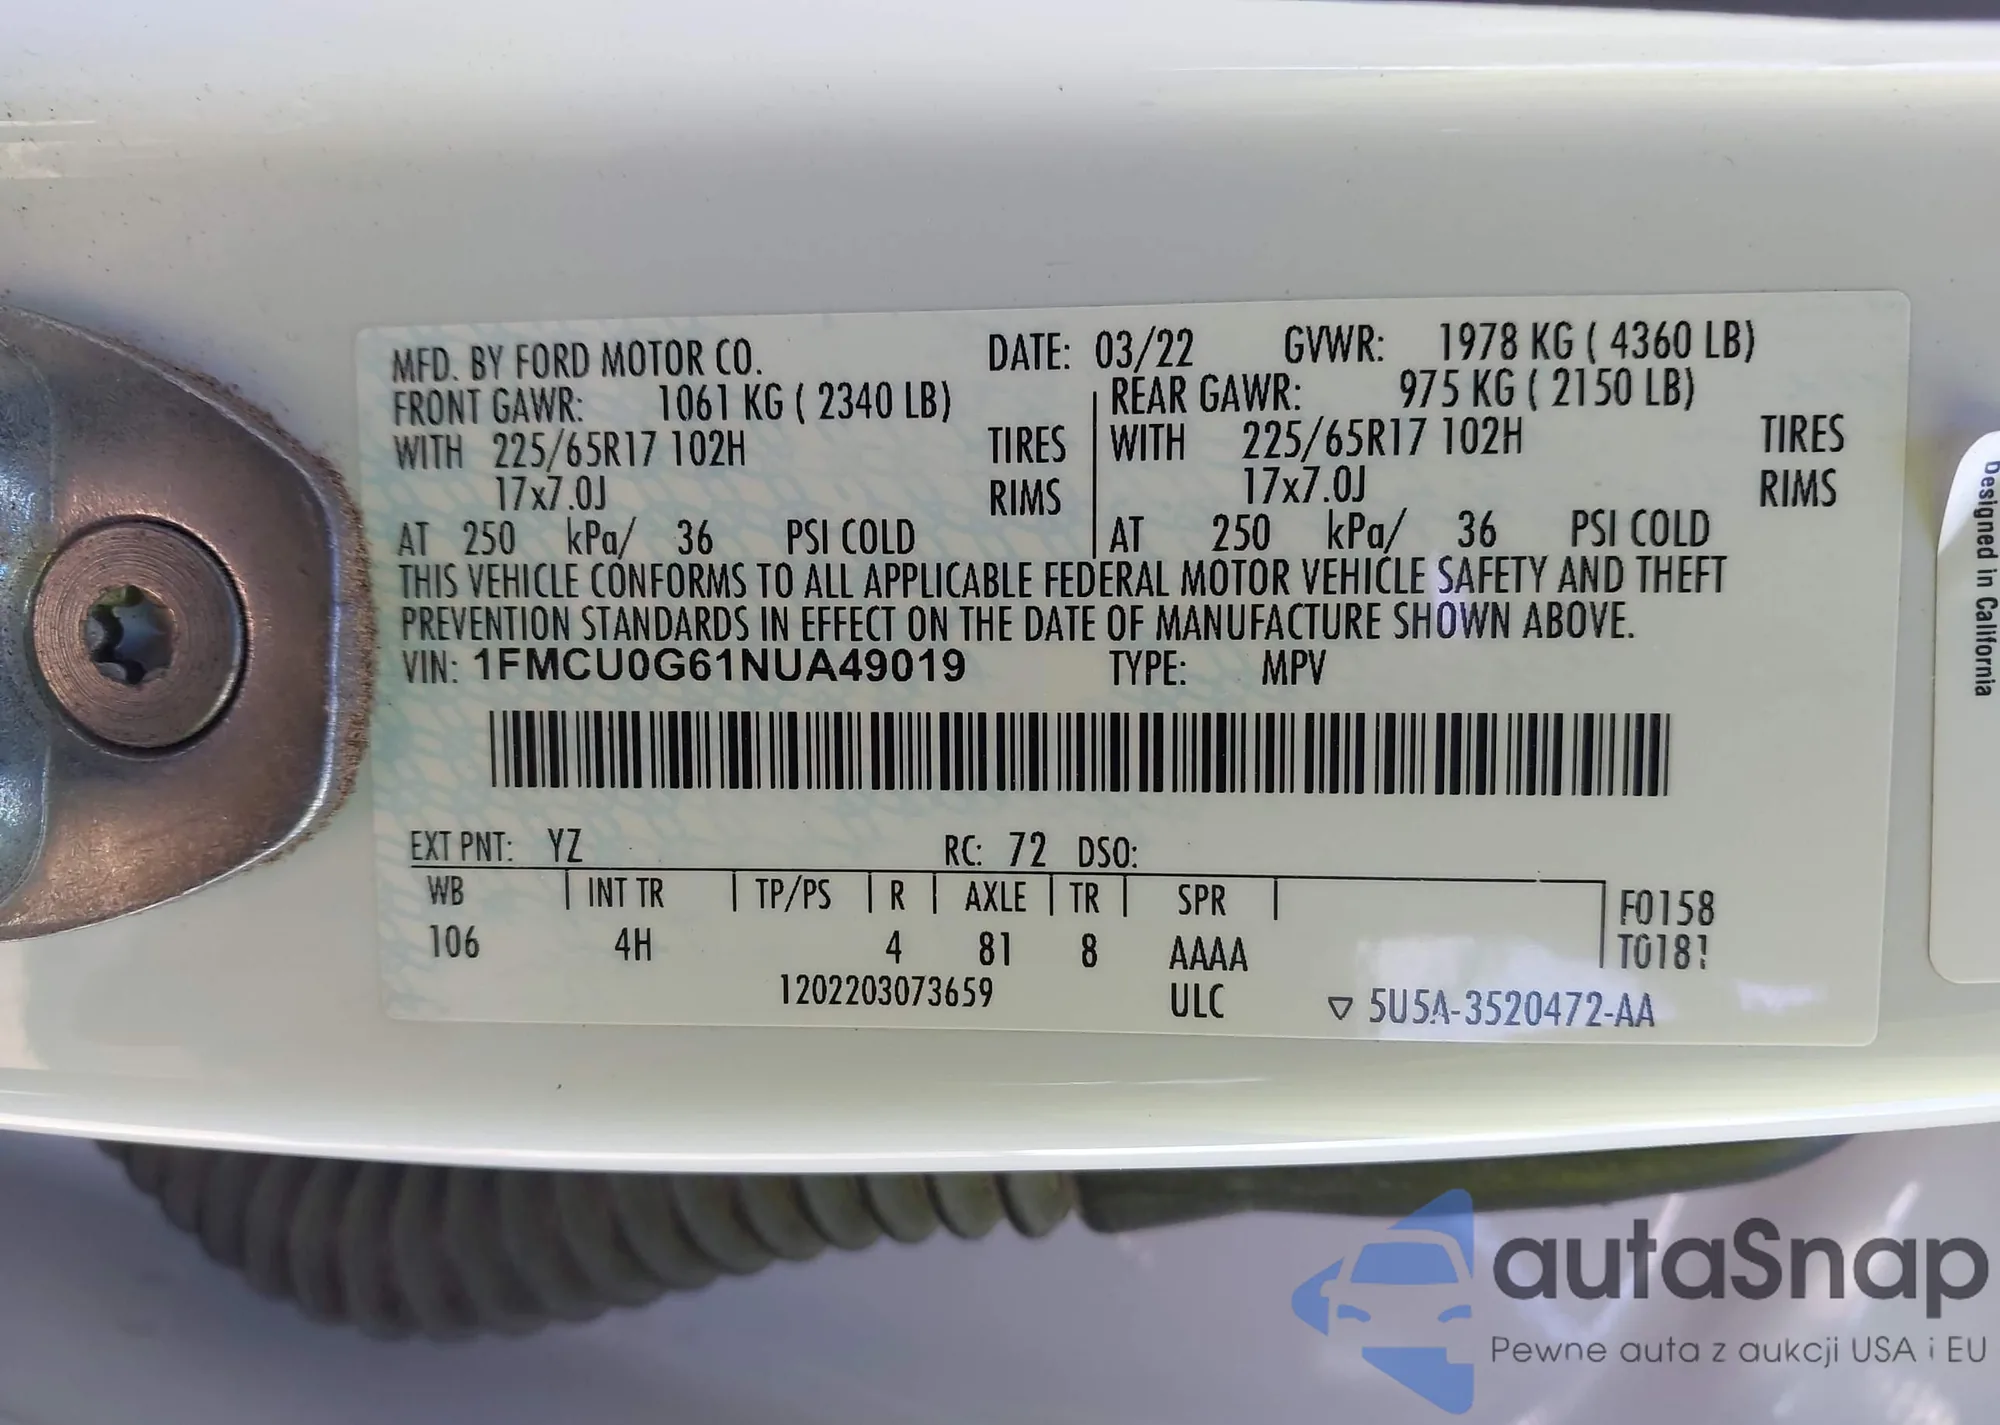 MFD. BY FORD MOTOR CO. DATE: 03/22 GVWR: 1978 KG ( 4360 LB)
FRONT GAWR: 1061 KG ( 2340 LB) REAR GAWR: 975 KG ( 2150 LB)
WITH 225/65R17 102H TIRES WITH 225/65R17 102H TIRES
17x7.0J RIMS 17x7.0J RIMS
AT 250 kPa/ 36 PSI COLD AT 250 kPa/ 36 PSI COLD
THIS VEHICLE CONFORMS TO ALL APPLICABLE FEDERAL MOTOR VEHICLE SAFETY AND THEFT
PREVENTION STANDARDS IN EFFECT ON THE DATE OF MANUFACTURE SHOWN ABOVE.
VIN: 1FMCU0G61NUA49019 TYPE: MPV
EXT PNT: YZ RC: 72 DSO:
WB INT TR TP/PS R AXLE TR SPR F0158
106 4H 4 81 8 AAAA T0181
1202203073659 ULC ▽ 5U5A-3520472-AA
Designed in California
autaSnap
Pewne auta z aukcji USA i EU